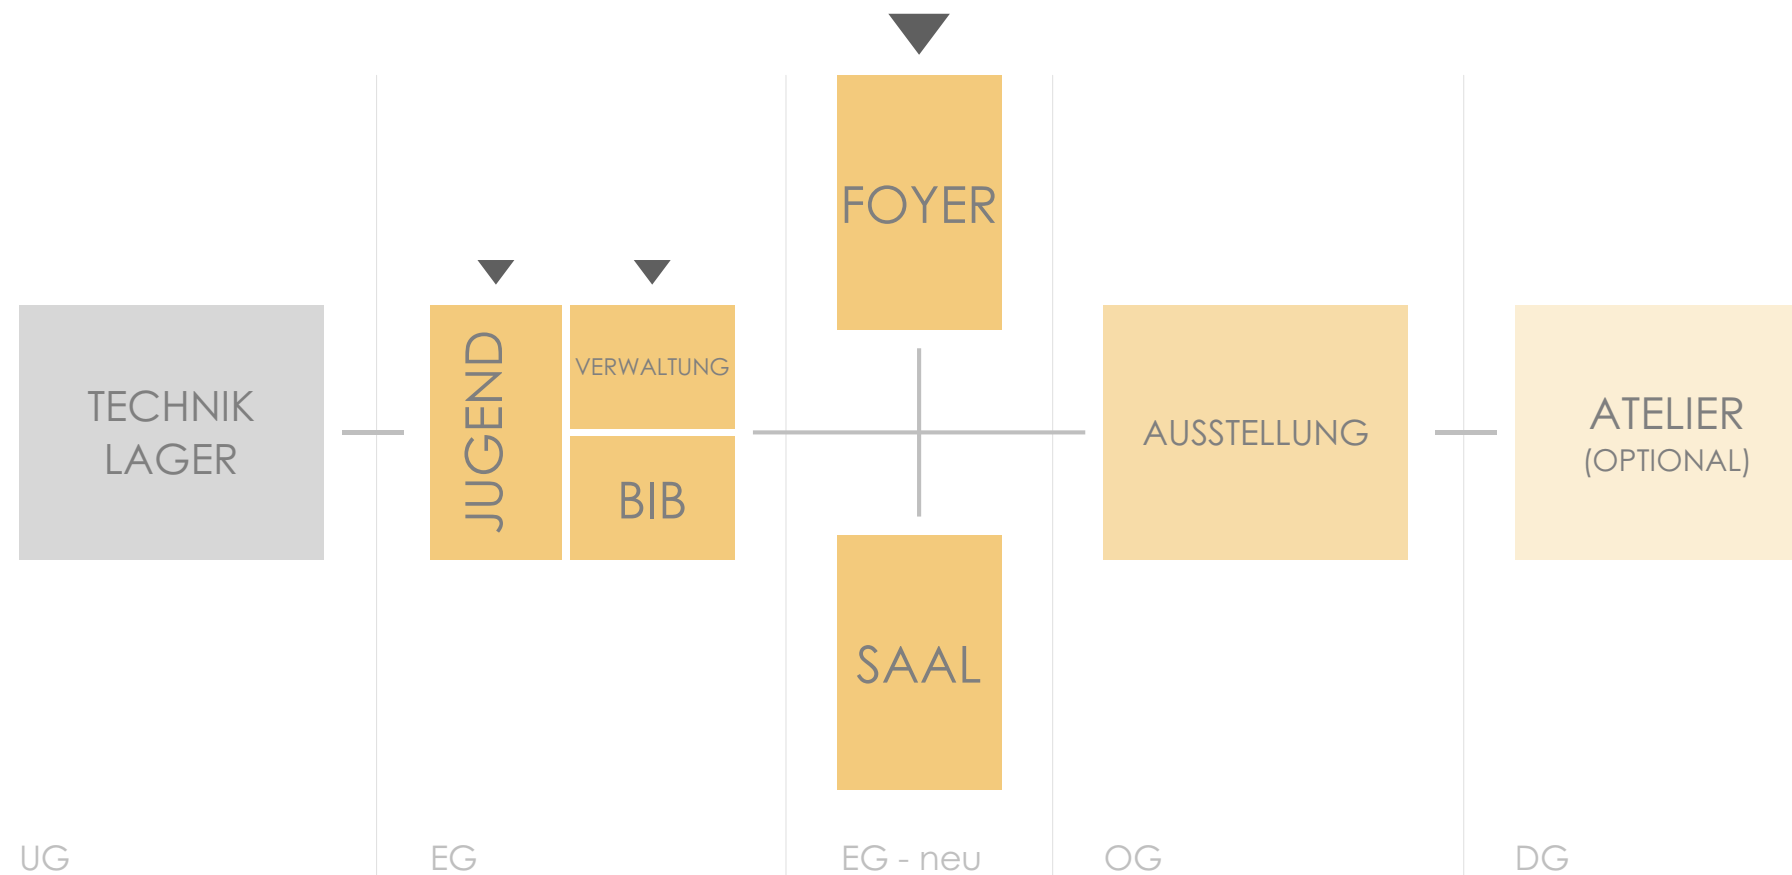 FOYER
TECHNIK
LAGER
JUGEND
VERWALTUNG
BIB
AUSSTELLUNG
ATELIER
(OPTIONAL)
SAAL
UG
EG
EG - neu
OG
DG